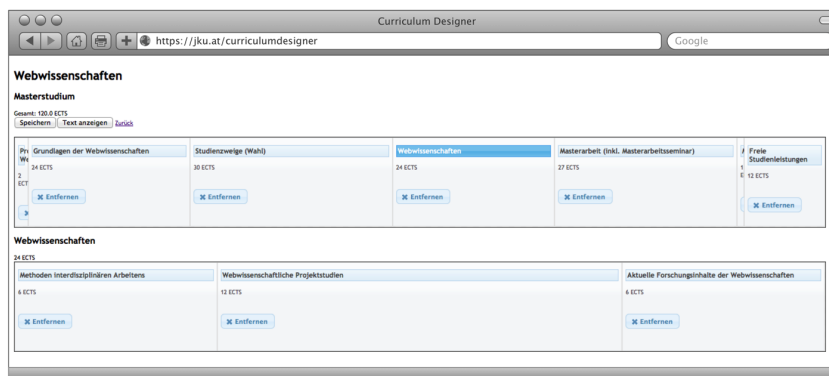 Curriculum Designer
https://jku.at/curriculumdesigner
Google
Webwissenschaften
Masterstudium
Gesamt: 120.0 ECTS
Speichern Text anzeigen Zurück
Grundlagen der Webwissenschaften Studienzweige (Wahl) Webwissenschaften Masterarbeit (inkl. Masterarbeitsseminar) Freie
Studienleistungen
24 ECTS 30 ECTS 24 ECTS 27 ECTS 12 ECTS
2
Entfernen Entfernen Entfernen Entfernen Entfernen
Webwissenschaften
24 ECTS
Methoden interdisziplinären Arbeitens Webwissenschaftliche Projektstudien Aktuelle Forschungsinhalte der Webwissenschaften
6 ECTS 12 ECTS 6 ECTS
Entfernen Entfernen Entfernen